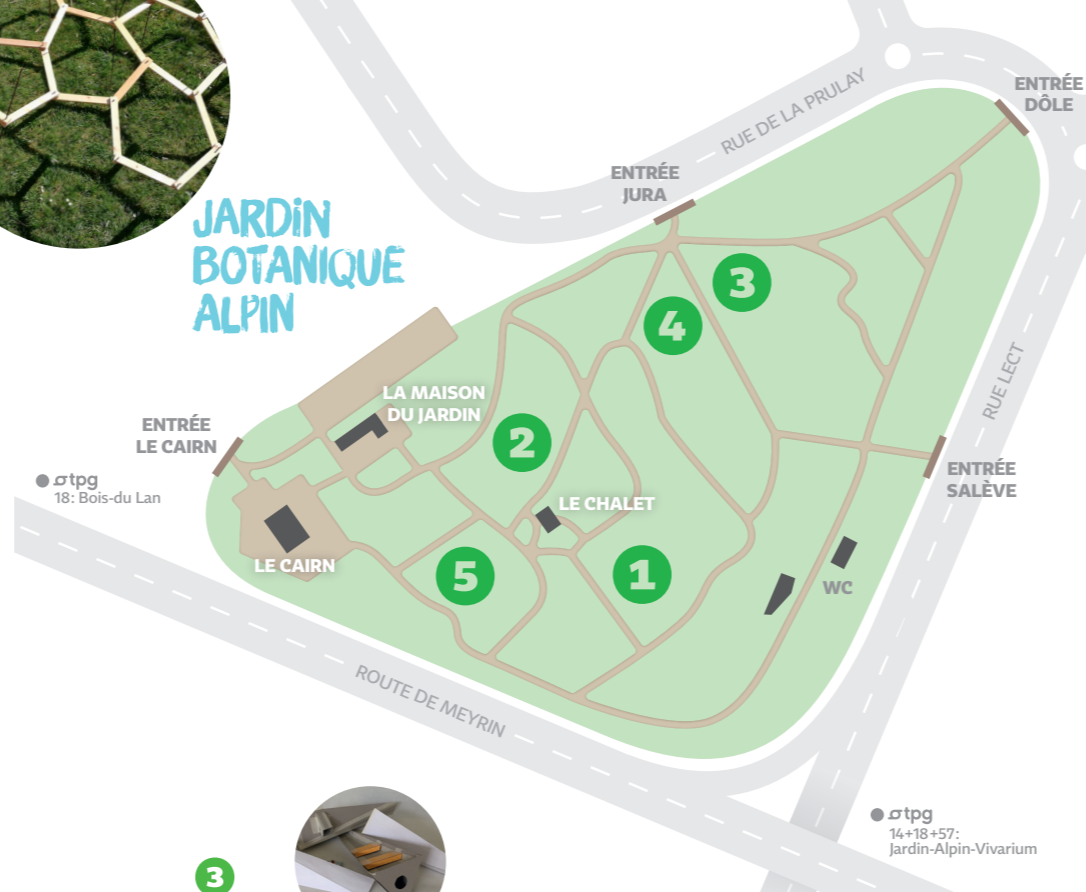 JARDIN
BOTANIQUE
ALPIN
RUE DE LA PRULAY
ENTRÉE
DÔLE
ENTRÉE
JURA
3
4
LA MAISON
DU JARDIN
RUE LECT
ENTRÉE
LE CAIRN
2
tpg
18: Bois-du Lan
ENTRÉE
SALÈVE
LE CHALET
LE CAIRN
5
1
WC
ROUTE DE MEYRIN
tpg
14+18+57:
Jardin-Alpin-Vivarium
3